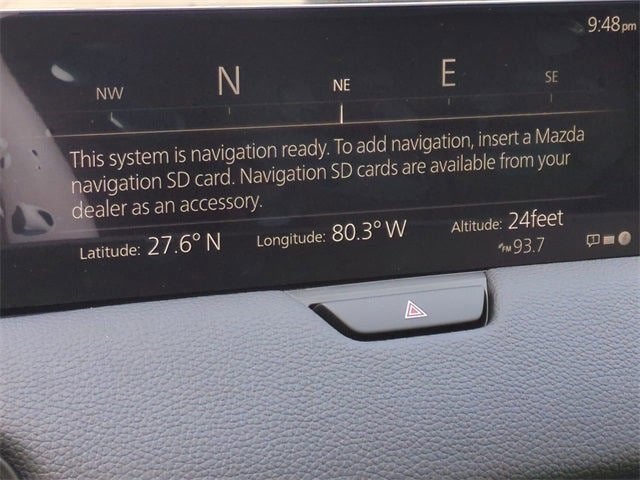 9:48pm
NW N NE E SE
This system is navigation ready. To add navigation, insert a Mazda
navigation SD card. Navigation SD cards are available from your
dealer as an accessory.
Latitude: 27.6° N Longitude: 80.3° W Altitude: 24feet
FM 93.7